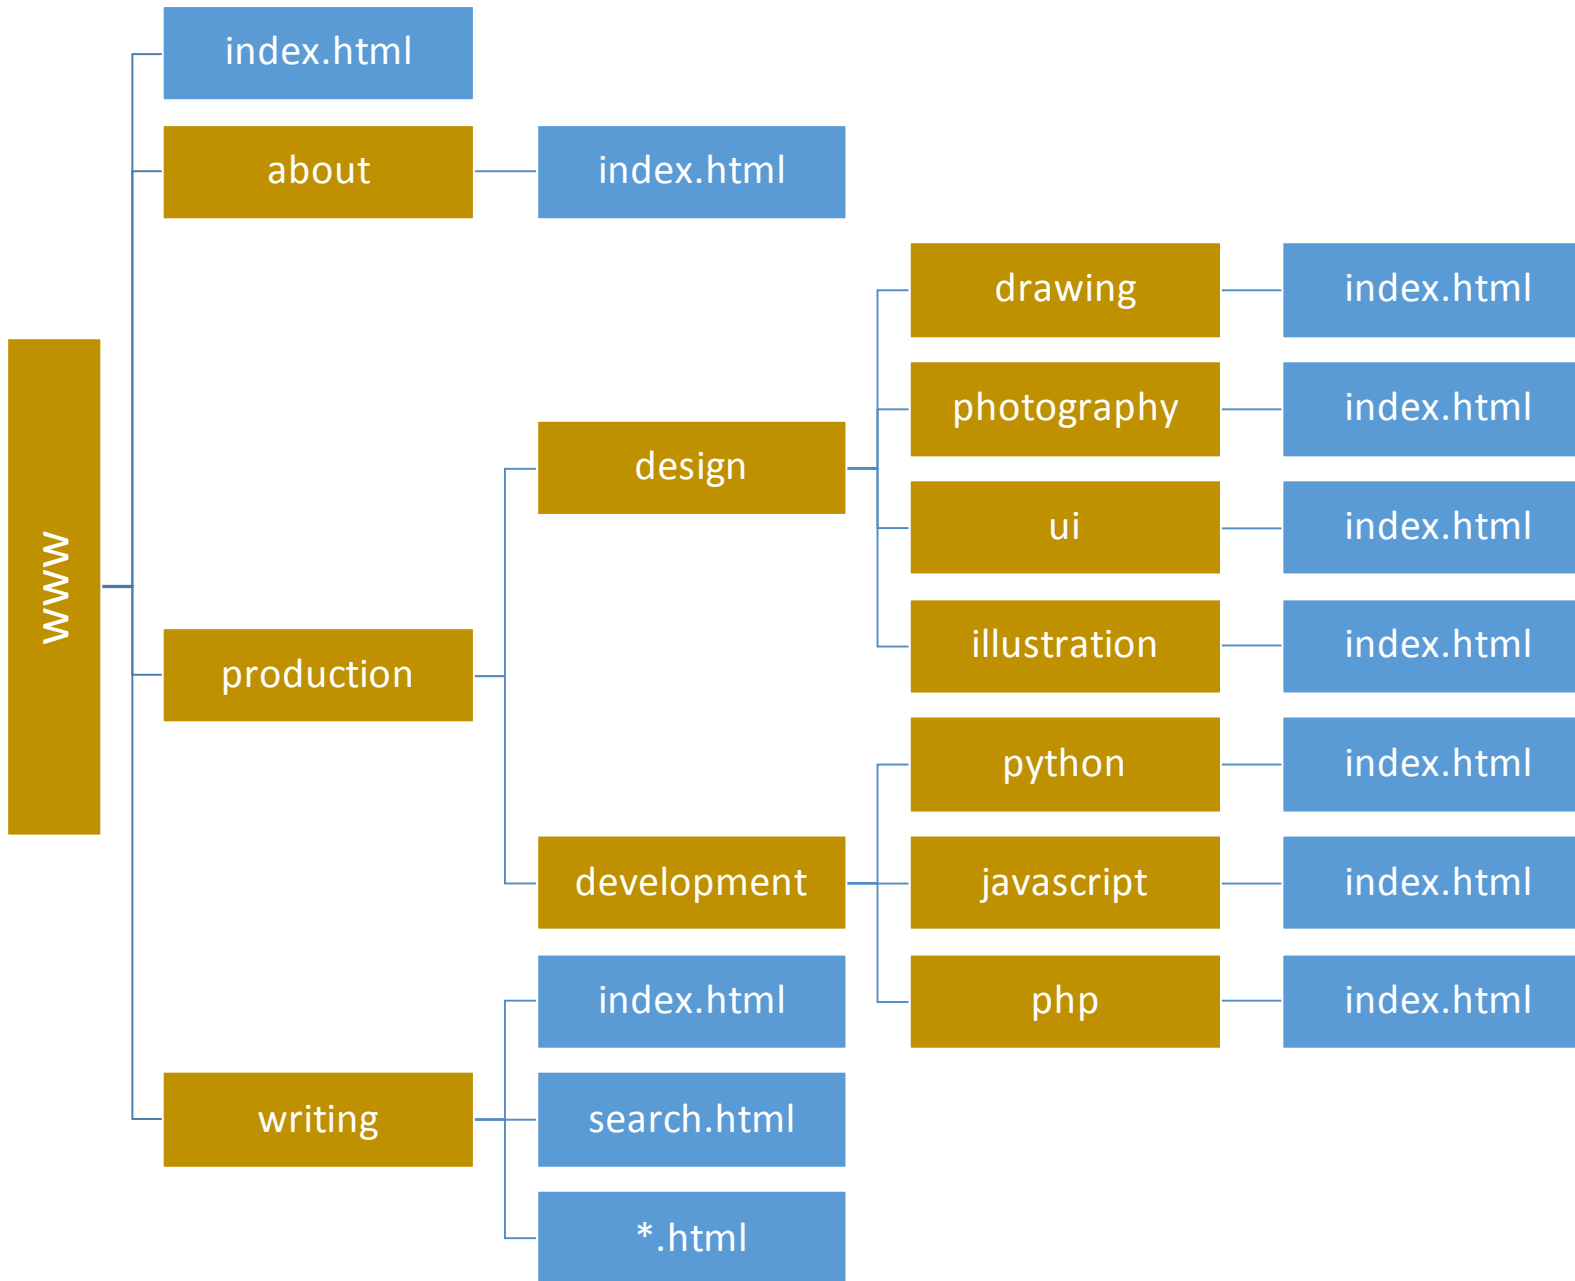 www
index.html
about
index.html
production
design
drawing
index.html
photography
index.html
ui
index.html
illustration
index.html
development
python
index.html
javascript
index.html
php
index.html
writing
index.html
search.html
*.html